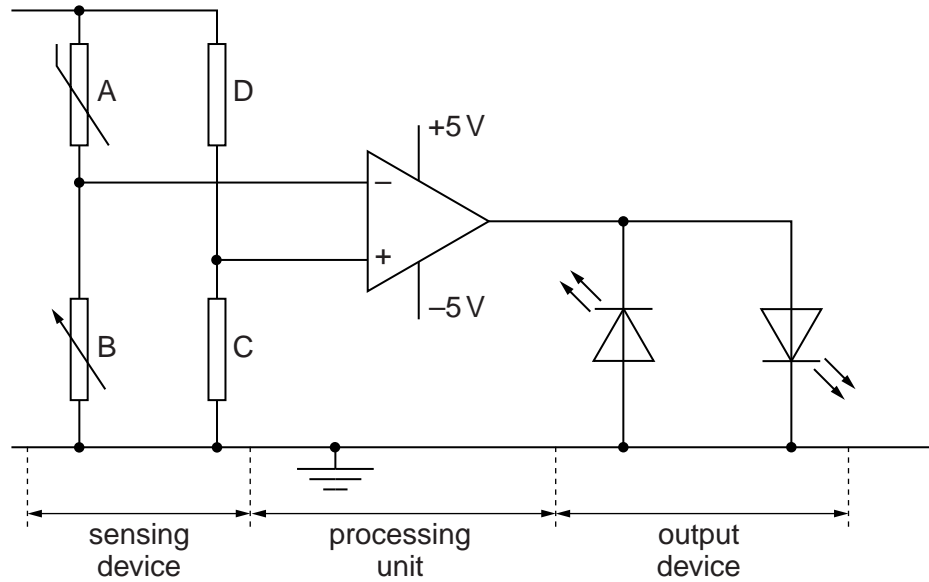 A
D
+5 V
–
+
–5 V
B
C
sensing
device
processing
unit
output
device